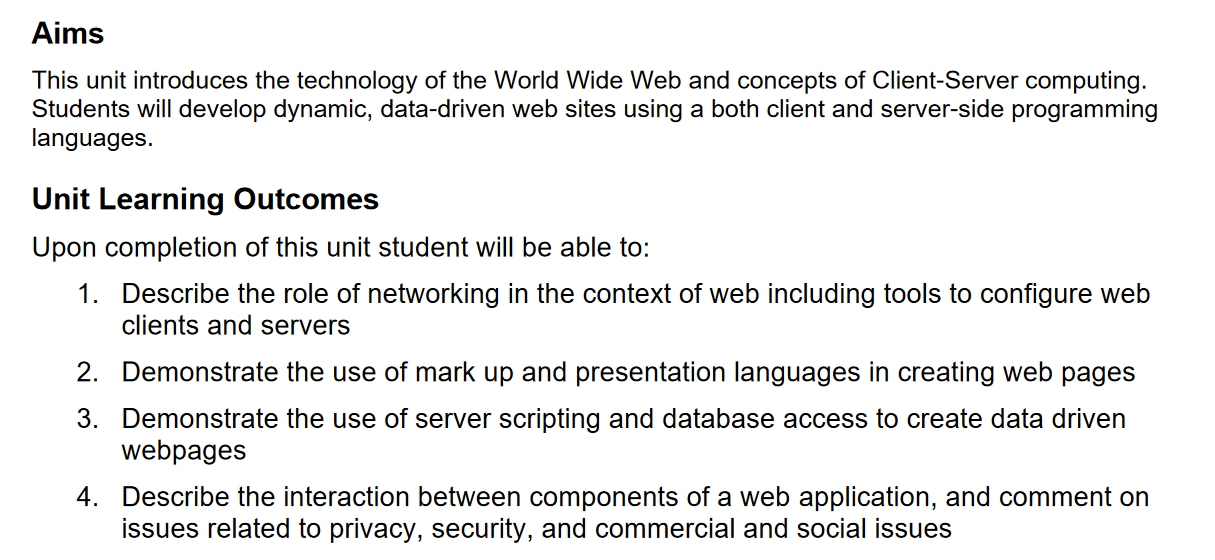 Aims
This unit introduces the technology of the World Wide Web and concepts of Client-Server computing.
Students will develop dynamic, data-driven web sites using a both client and server-side programming
languages.
Unit Learning Outcomes
Upon completion of this unit student will be able to:
1. Describe the role of networking in the context of web including tools to configure web
clients and servers
2. Demonstrate the use of mark up and presentation languages in creating web pages
3. Demonstrate the use of server scripting and database access to create data driven
webpages
4. Describe the interaction between components of a web application, and comment on
issues related to privacy, security, and commercial and social issues